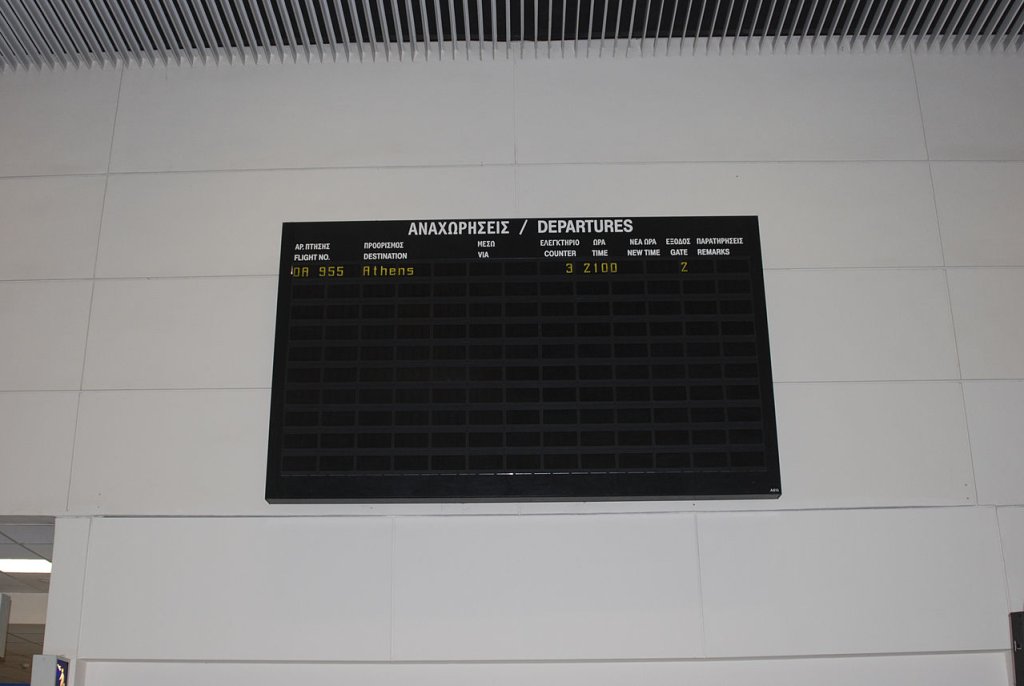 ΑΝΑΧΩΡΗΣΕΙΣ / DEPARTURES
ΑΡ. ΠΤΗΣΗΣ ΠΡΟΟΡΙΣΜΟΣ ΜΕΣΩ ΕΛΕΓΚΤΗΡΙΟ ΩΡΑ ΝΕΑ ΩΡΑ ΕΞΟΔΟΣ ΠΑΡΑΤΗΡΗΣΕΙΣ
FLIGHT NO. DESTINATION VIA COUNTER TIME NEW TIME GATE REMARKS
OA 955 Athens 3 2100 2